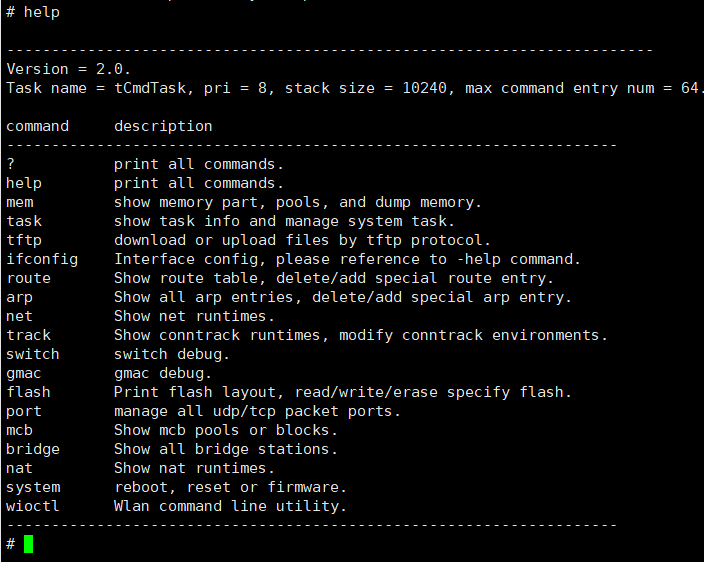 # help
------------------------------------------------------------------------
Version = 2.0.
Task name = tCmdTask, pri = 8, stack size = 10240, max command entry num = 64.
command     description
--------------------------------------------------------------------
?           print all commands.
help        print all commands.
mem         show memory part, pools, and dump memory.
task        show task info and manage system task.
tftp        download or upload files by tftp protocol.
ifconfig    Interface config, please reference to -help command.
route       Show route table, delete/add special route entry.
arp         Show all arp entries, delete/add special arp entry.
net         Show net runtimes.
track       Show conntrack runtimes, modify conntrack environments.
switch      switch debug.
gmac        gmac debug.
flash       Print flash layout, read/write/erase specify flash.
port        manage all udp/tcp packet ports.
mcb         Show mcb pools or blocks.
bridge      Show all bridge stations.
nat         Show nat runtimes.
system      reboot, reset or firmware.
wioctl      Wlan command line utility.
--------------------------------------------------------------------
#